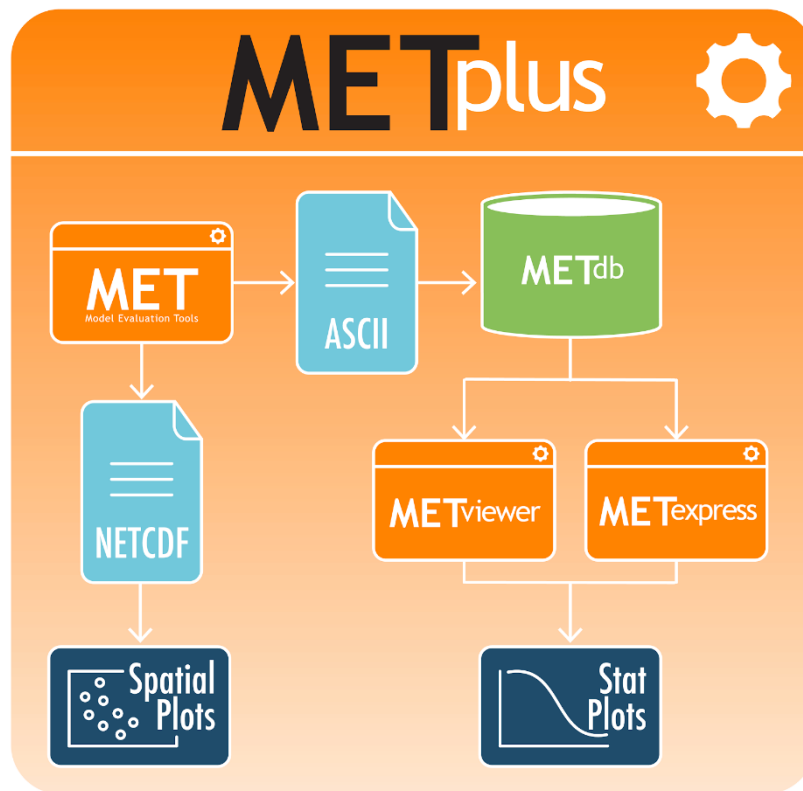 METplus
MET
Model Evaluation Tools
ASCII
METdb
NETCDF
METviewer
METexpress
Spatial
Plots
Stat
Plots